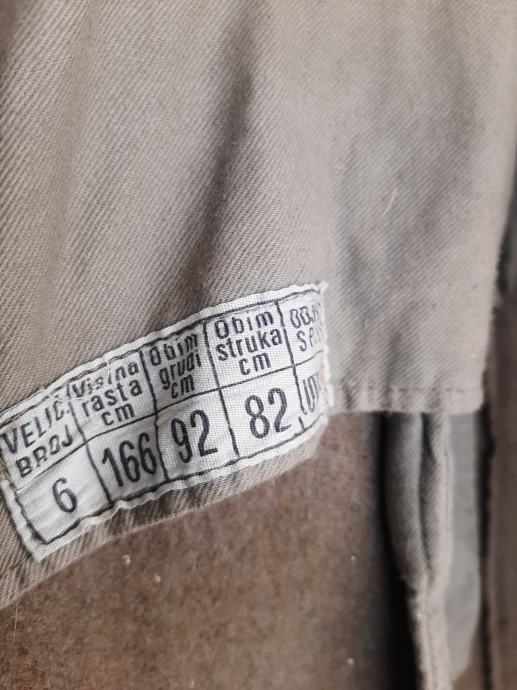 VELIČ. BROJ
6
Visina rasta cm
166
Obim grudi cm
92
Obim struka cm
82